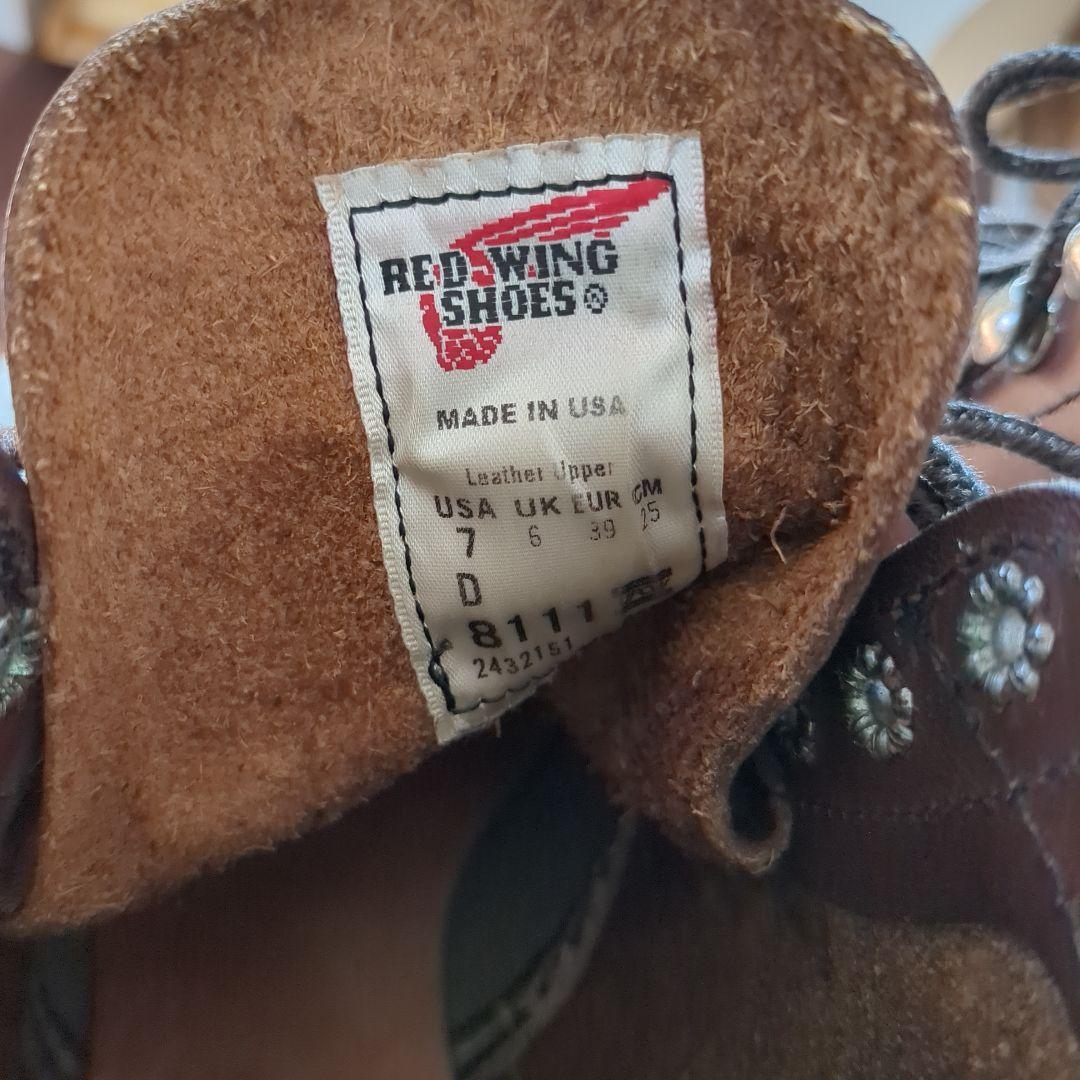 RED WING
SHOES®
MADE IN USA
Leather Upper
USA UK EUR CM
7 6 39 25
D
8111
2432151